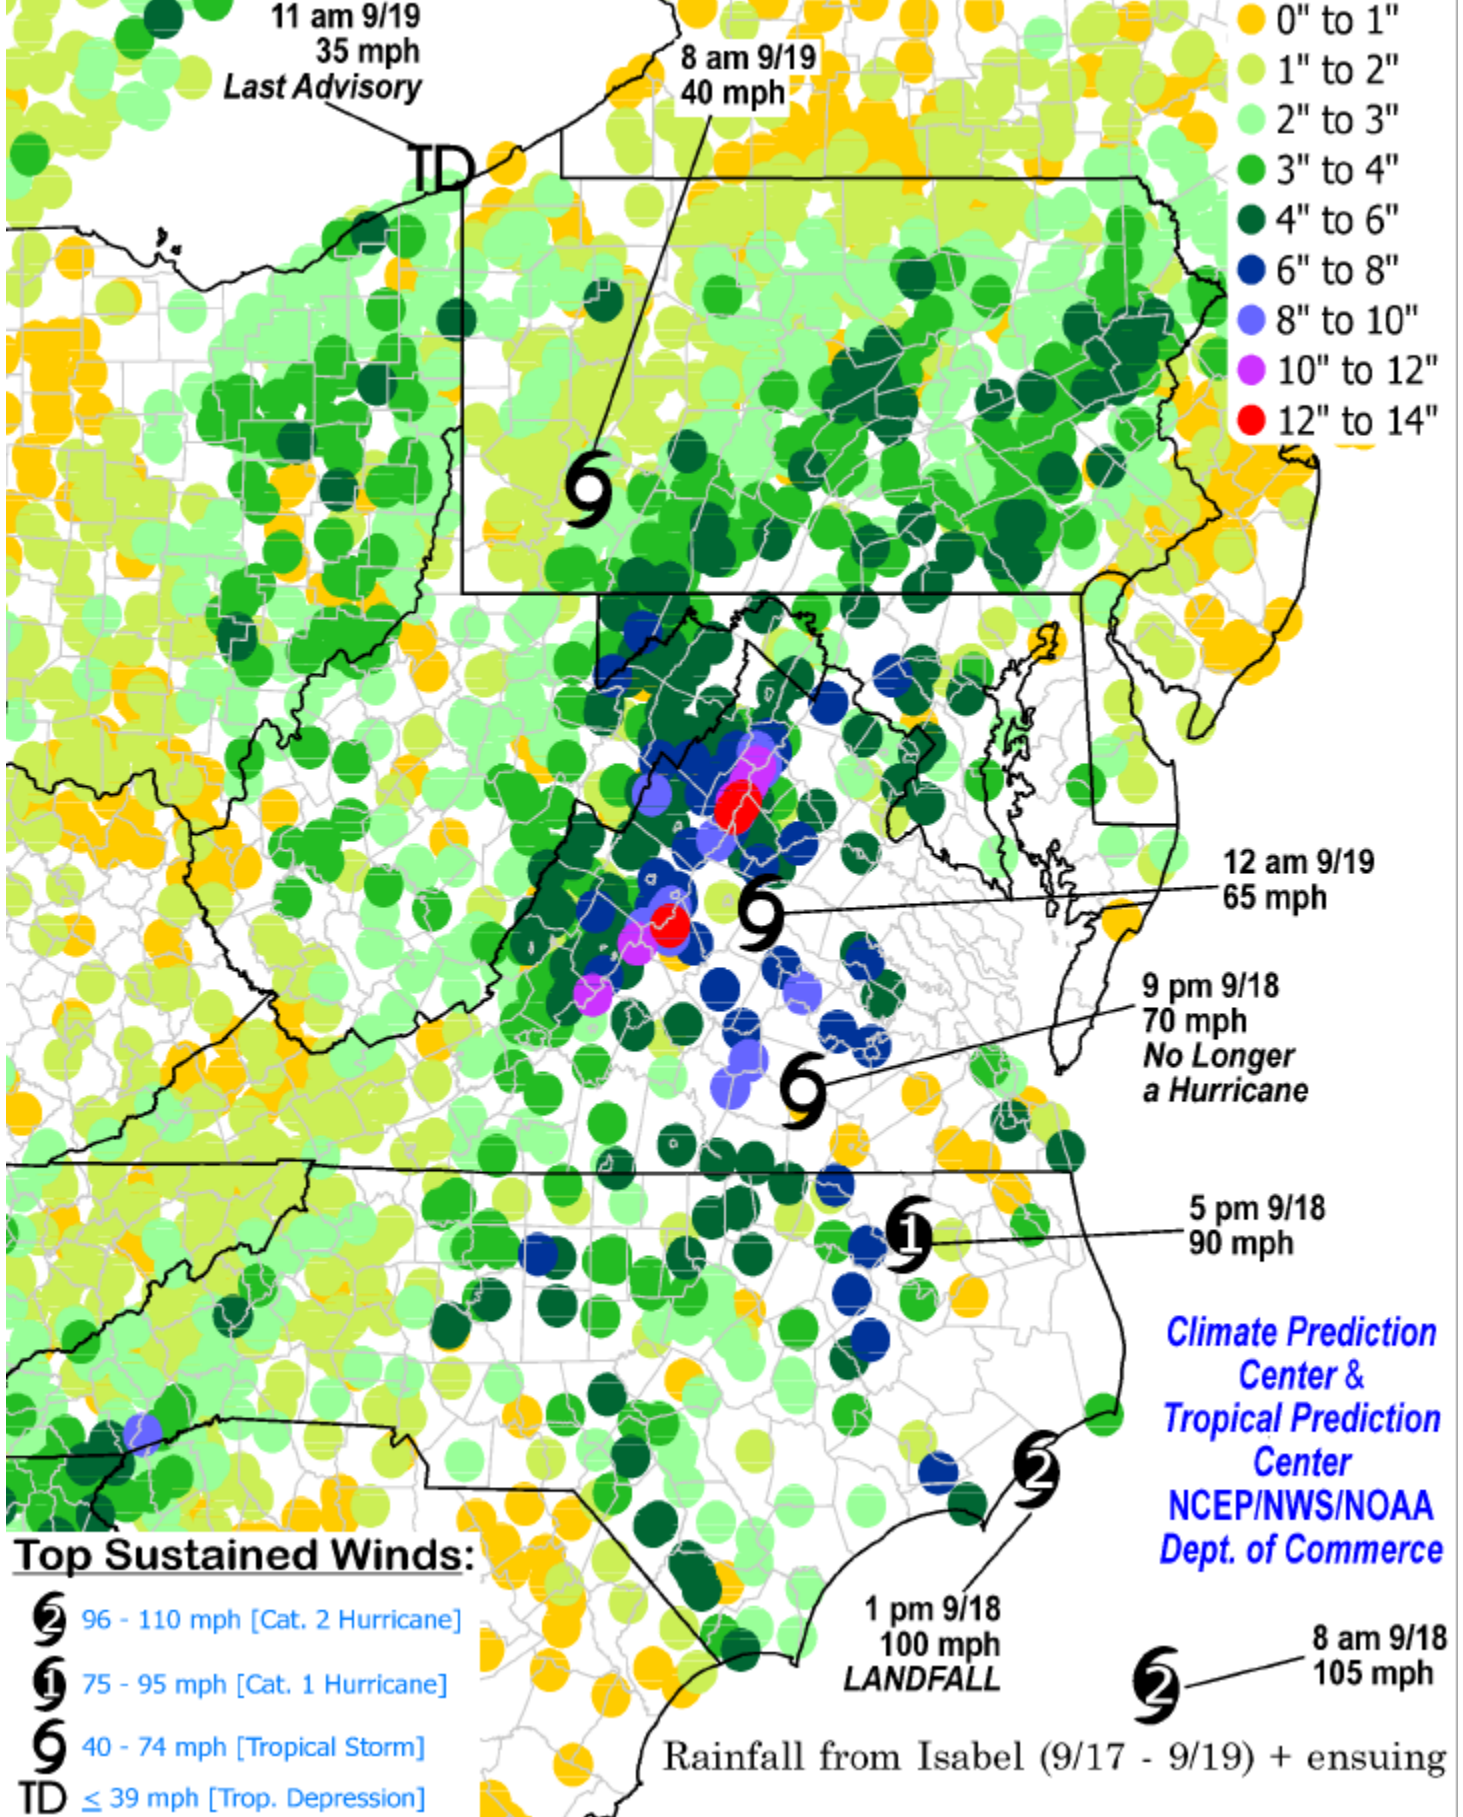 11 am 9/19
35 mph
Last Advisory
TD
8 am 9/19
40 mph
0" to 1"
1" to 2"
2" to 3"
3" to 4"
4" to 6"
6" to 8"
8" to 10"
10" to 12"
12" to 14"
12 am 9/19
65 mph
9 pm 9/18
70 mph
No Longer
a Hurricane
1
5 pm 9/18
90 mph
Climate Prediction
Center &
Tropical Prediction
Center
NCEP/NWS/NOAA
Dept. of Commerce
2
1 pm 9/18
100 mph
LANDFALL
2
8 am 9/18
105 mph
Top Sustained Winds:
2 96 - 110 mph [Cat. 2 Hurricane]
1 75 - 95 mph [Cat. 1 Hurricane]
40 - 74 mph [Tropical Storm]
TD ≤ 39 mph [Trop. Depression]
Rainfall from Isabel (9/17 - 9/19) + ensuing